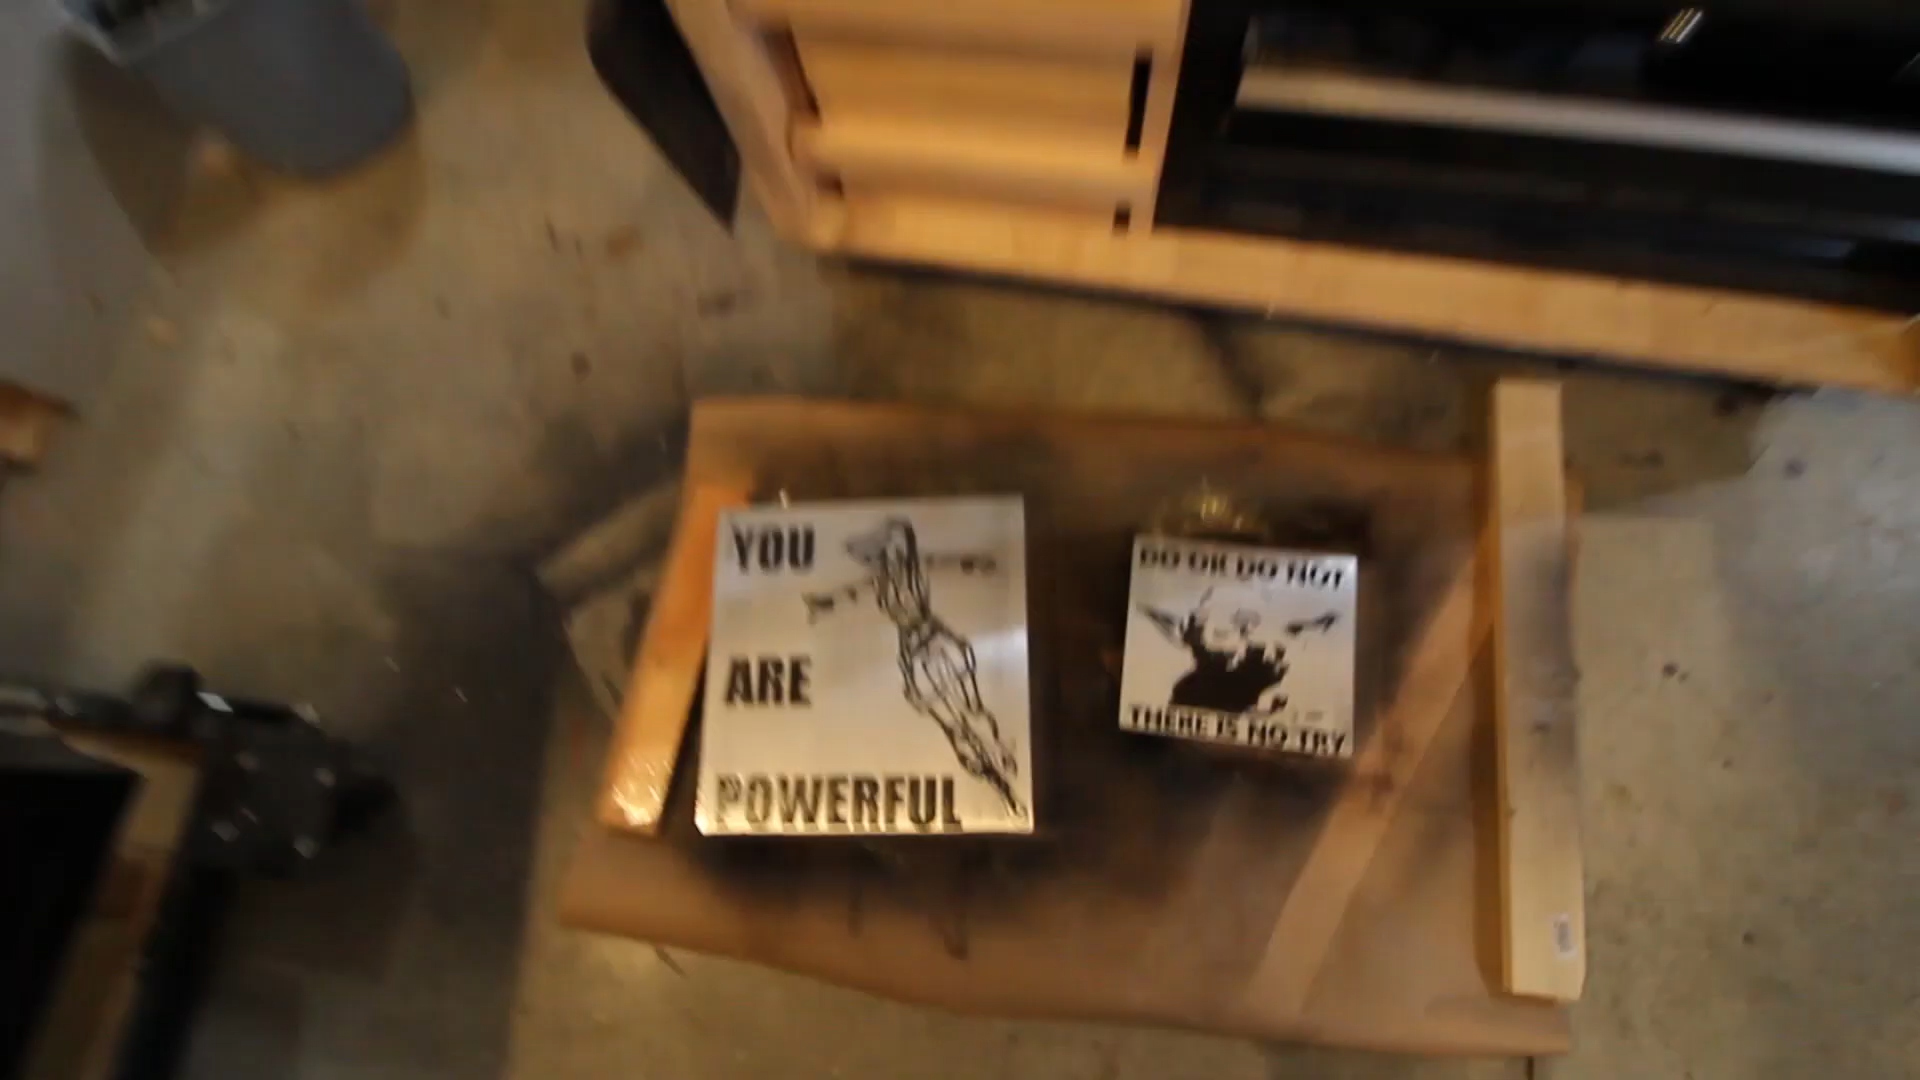 YOU
ARE
POWERFUL
DO OR DO NOT
THERE IS NO TRY